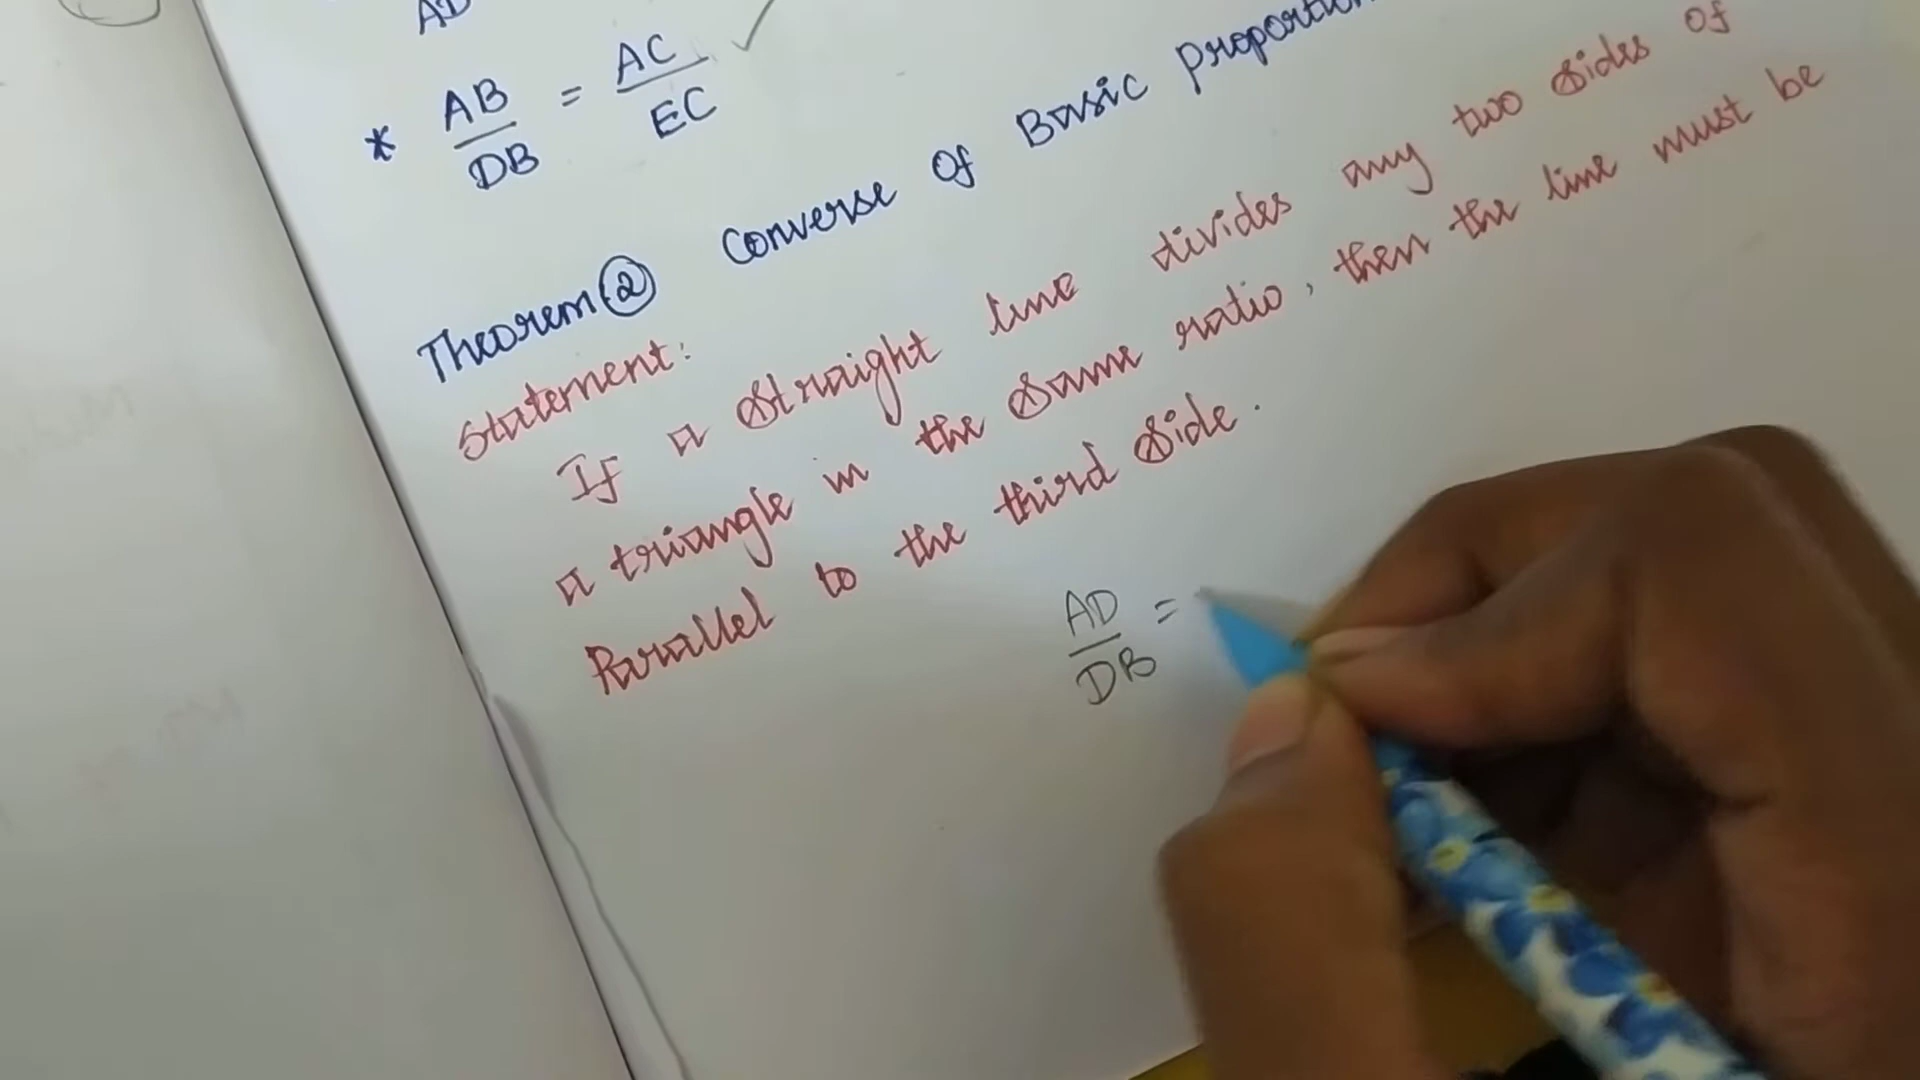 AD
* AB/DB = AC/EC ✓
Theorem ② Converse of Basic
Statement:
If a straight line divides any two sides of
a triangle in the same ratio, then the line must be
Parallel to the third side.
AD/DB =